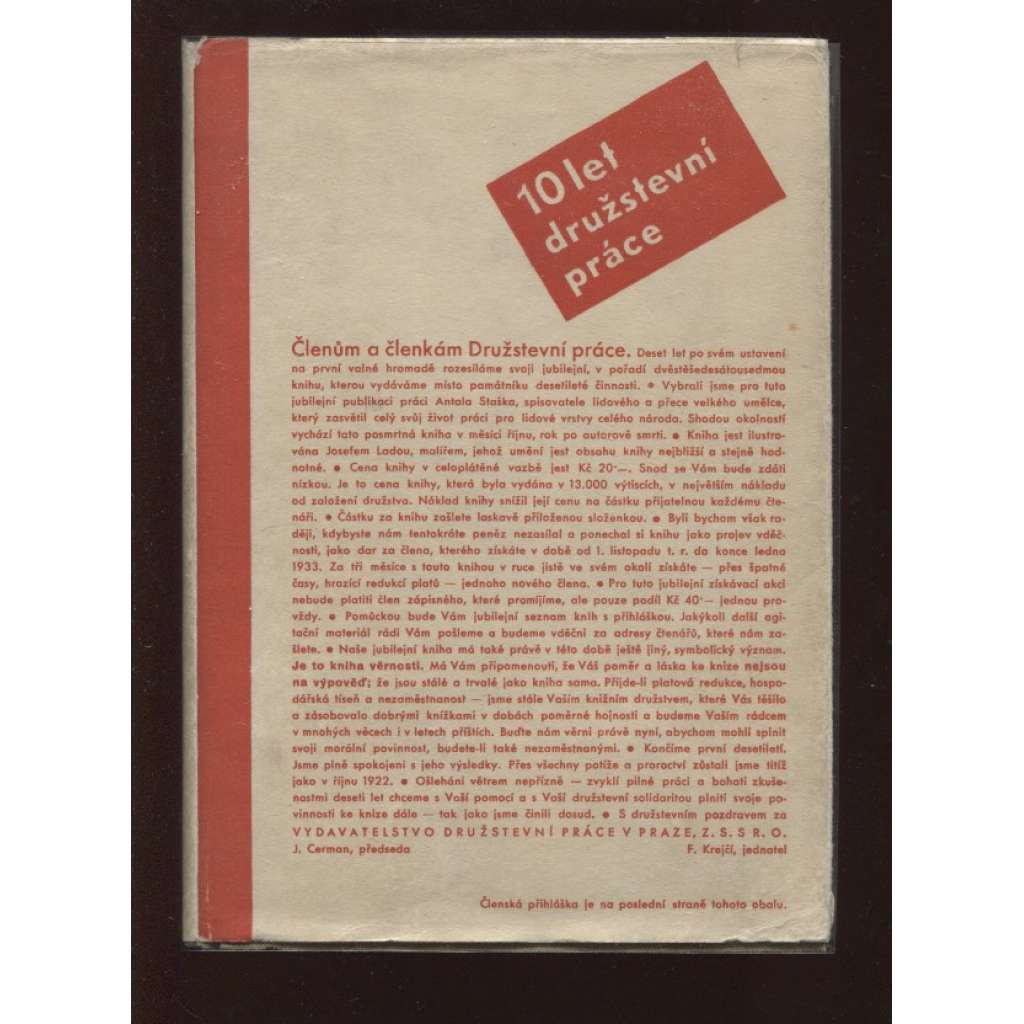 10 let
družstevní
práce
Členům a členkám Družstevní práce. Deset let po svém ustavení
na první valné hromadě rozesíláme svoji jubilejní, v pořadí dvěstěšedesátousedmou
knihu, kterou vydáváme místo památníku desetileté činnosti. • Vybrali jsme pro tuto
jubilejní publikaci práci Antala Staška, spisovatele lidového a přece velkého umělce,
který zasvětil celý svůj život práci pro lidové vrstvy celého národa. Shodou okolností
vychází tato posmrtná kniha v měsíci říjnu, rok po autorově smrti. • Kniha jest ilustro-
vána Josefem Ladou, malířem, jehož umění jest obsahu knihy nejbližší a stejně hod-
notné. • Cena knihy v celoplátěné vazbě jest Kč 20·—. Snad se Vám bude zdáti
nízkou. Je to cena knihy, která byla vydána v 13.000 výtiscích, v největším nákladu
od založení družstva. Náklad knihy snížil její cenu na částku přijatelnou každému čte-
náři. • Částku za knihu zašlete laskavě přiloženou složenkou. • Byli bychom však ra-
ději, kdybyste nám tentokráte peněz nezasílal a ponechal si knihu jako projev vděč-
nosti, jako dar za člena, kterého získáte v době od 1. listopadu t. r. do konce ledna
1933. Za tři měsíce s touto knihou v ruce jistě ve svém okolí získáte — přes špatné
časy, hrazící redukcí platů — jednoho nového člena. • Pro tuto jubilejní získávací akci
nebude platiti člen zápisného, které promíjíme, ale pouze podíl Kč 40·— jednou pro-
vždy. • Pomůckou bude Vám jubilejní seznam knih s přihláškou. Jakýkoli další agi-
tační materiál rádi Vám pošleme a budeme vděčni za adresy čtenářů, které nám za-
šlete. • Naše jubilejní kniha má také právě v této době ještě jiný, symbolický význam.
Je to kniha věrnosti. Má Vám připomenouti, že Váš poměr a láska ke knize nejsou
na výpověď; že jsou stálé a trvalé jako kniha sama. Přijde-li platová redukce, hospo-
dářská tíseň a nezaměstnanost — jsme stále Vaším knižním družstvem, které Vás těšilo
a zásobovalo dobrými knížkami v dobách poměrné hojnosti a budeme Vaším rádcem
v mnohých věcech i v letech příštích. Buďte nám věrni právě nyní, abychom mohli splnit
svoji morální povinnost, budete-li také nezaměstnanými. • Končíme první desetiletí.
Jsme plně spokojeni s jeho výsledky. Přes všechny potíže a proroctví zůstali jsme titíž
jako v říjnu 1922. • Ošleháni větrem nepřízně — zvyklí pilné práci a bohati zkuše-
nostmi deseti let chceme s Vaší pomocí a s Vaší družstevní solidaritou plniti svoje po-
vinnosti ke knize dále — tak jako jsme činili dosud. • S družstevním pozdravem za
VYDAVATELSTVO DRUŽSTEVNÍ PRÁCE V PRAZE, Z. S. S R. O.
J. Cerman, předseda F. Krejčí, jednatel
Členská přihláška je na poslední straně tohoto obalu.